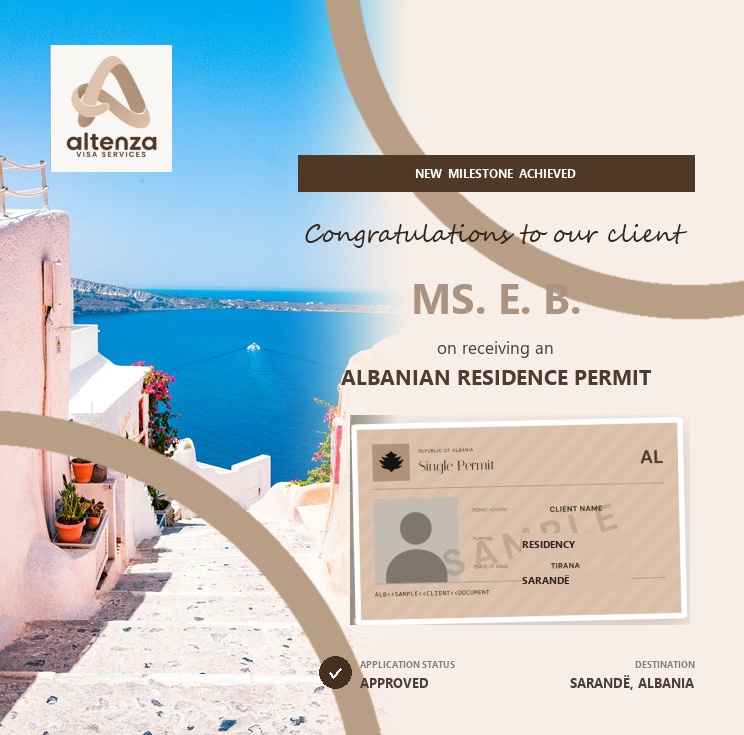 altenza
VISA SERVICES
NEW MILESTONE ACHIEVED
Congratulations to our client
MS. E. B.
on receiving an
ALBANIAN RESIDENCE PERMIT
REPUBLIC OF ALBANIA
Single Permit
AL
PERMIT HOLDER
CLIENT NAME
SAMPLE
PURPOSE
RESIDENCY
PLACE OF ISSUE
TIRANA
SARANDË
ALB<<SAMPLE<<CLIENT<<DOCUMENT
APPLICATION STATUS
APPROVED
DESTINATION
SARANDË, ALBANIA